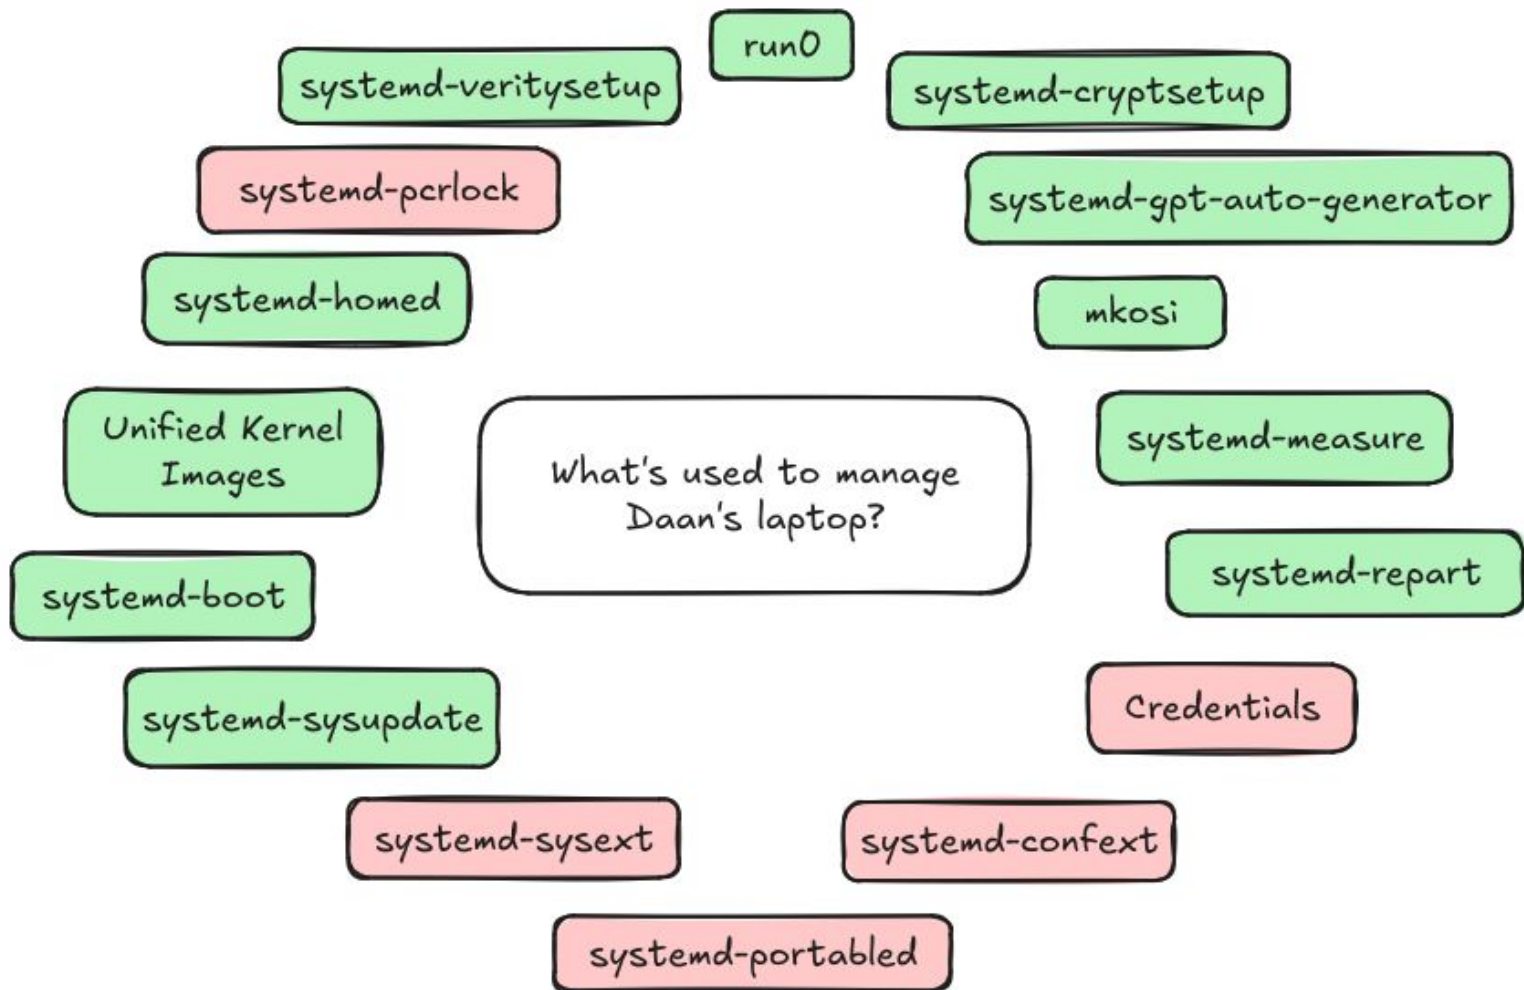 run0
systemd-veritysetup
systemd-cryptsetup
systemd-pcrlock
systemd-gpt-auto-generator
systemd-homed
mkosi
Unified Kernel
Images
systemd-measure
What's used to manage
Daan's laptop?
systemd-boot
systemd-repart
systemd-sysupdate
Credentials
systemd-sysext
systemd-confext
systemd-portabled